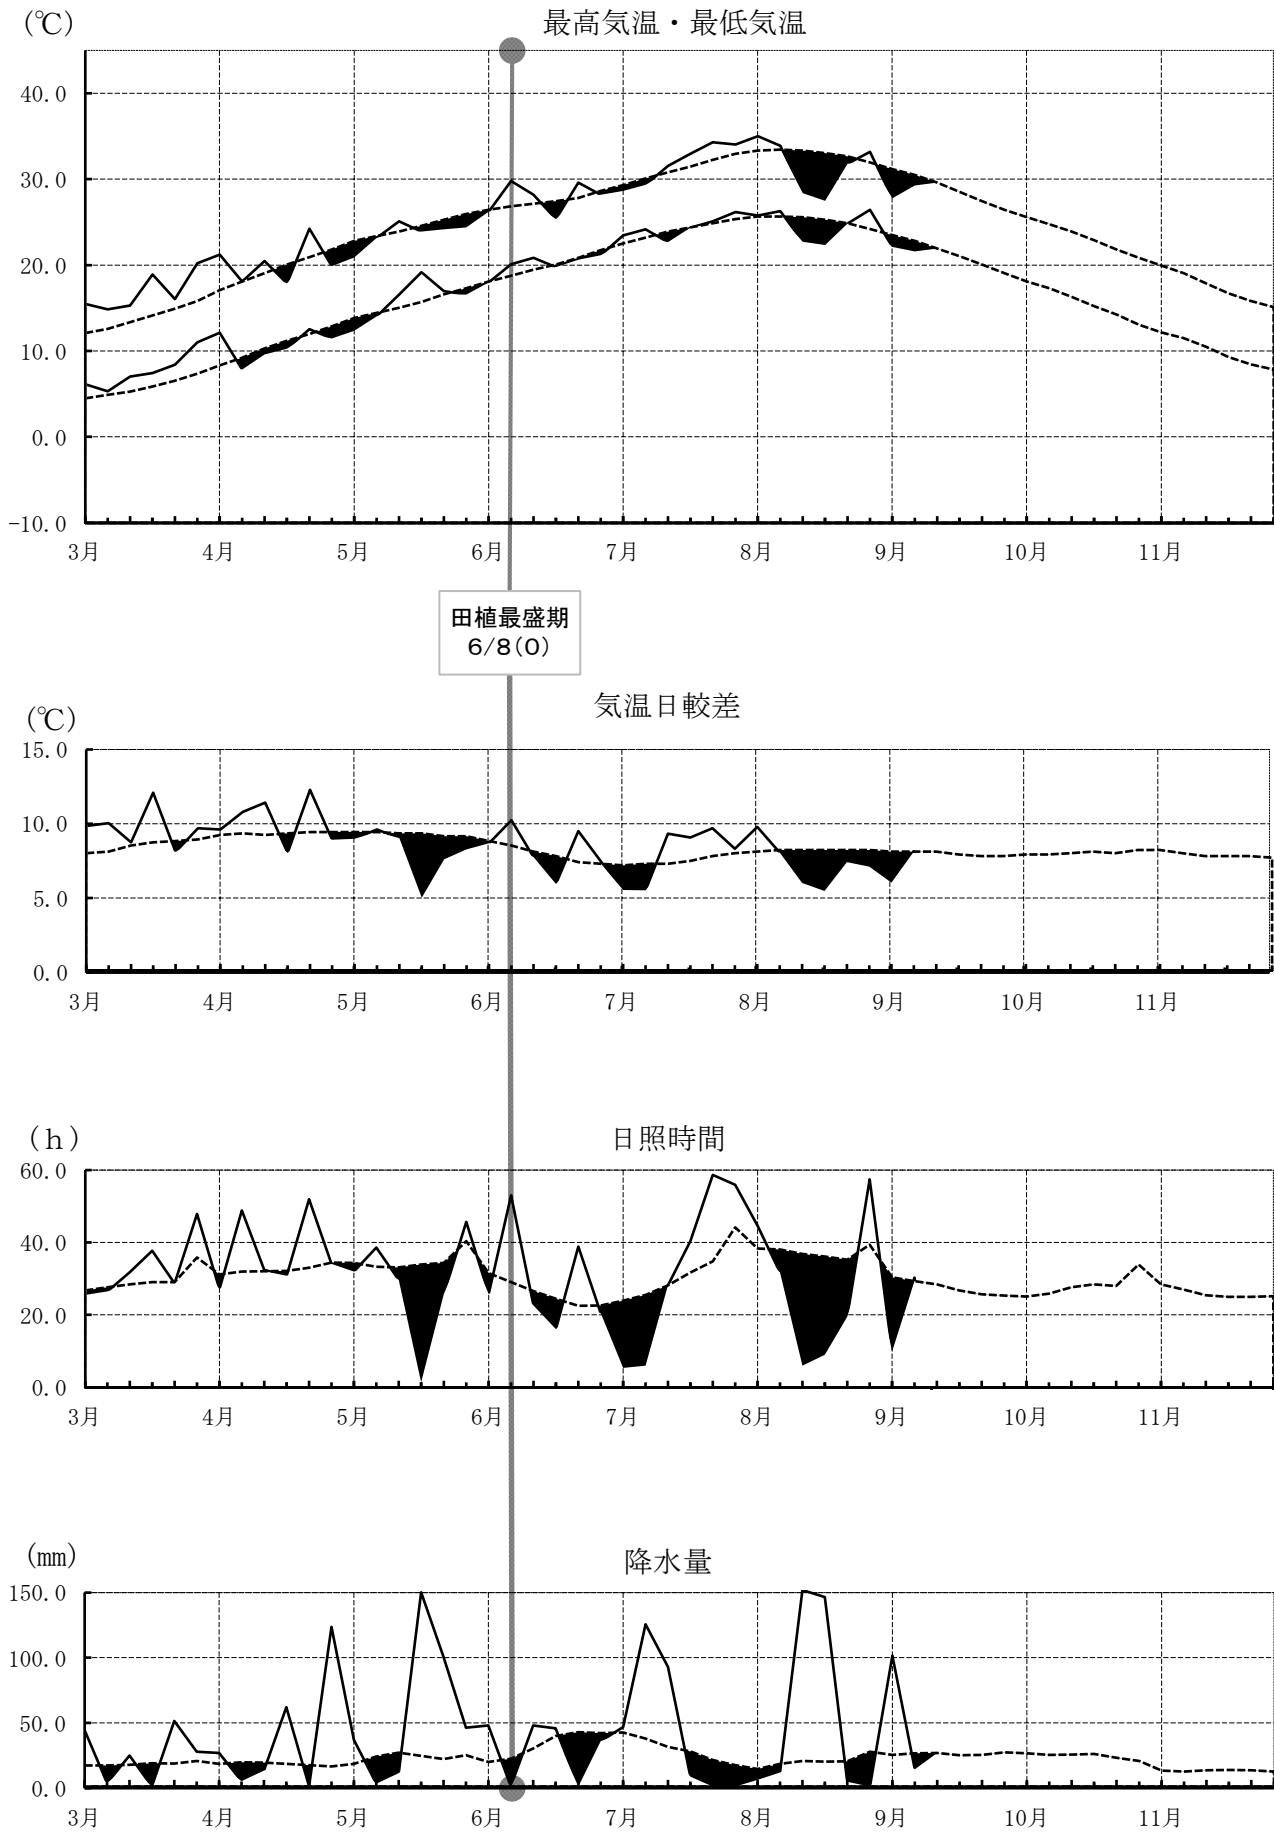 (℃)
最高気温・最低気温
40.0
30.0
20.0
10.0
0.0
-10.0
3月 4月 5月 6月 7月 8月 9月 10月 11月
田植最盛期
6/8(0)
(℃)
気温日較差
15.0
10.0
5.0
0.0
3月 4月 5月 6月 7月 8月 9月 10月 11月
(ｈ)
日照時間
60.0
40.0
20.0
0.0
3月 4月 5月 6月 7月 8月 9月 10月 11月
(㎜)
降水量
150.0
100.0
50.0
0.0
3月 4月 5月 6月 7月 8月 9月 10月 11月